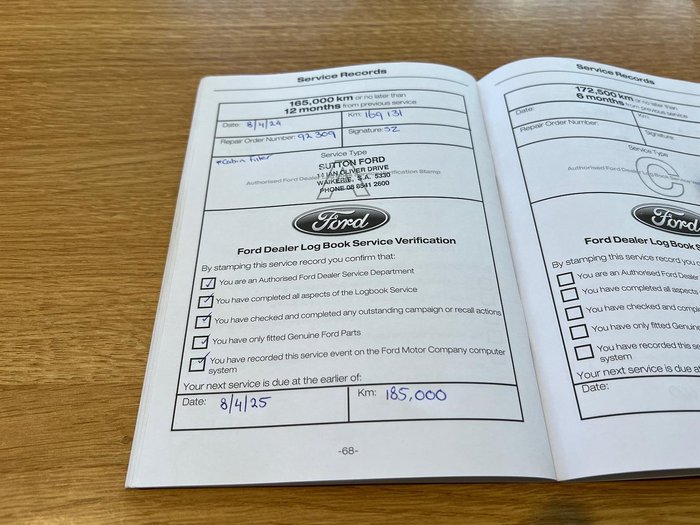 Service Records
165,000 km or no later than
12 months from previous service
Date: 8/4/24
Km: 169 131
Repair Order Number: 92309
Signature: SZ
Service Type
*Cabin filter
SUTTON FORD
11 IAN OLIVER DRIVE
Authorised Ford Dealer Verification Stamp
WAIKERIE, S.A. 5330
PHONE 08 8541 2600
A
Ford
Ford Dealer Log Book Service Verification
By stamping this service record you confirm that:
You are an Authorised Ford Dealer Service Department
You have completed all aspects of the Logbook Service
You have checked and completed any outstanding campaign or recall actions
You have only fitted Genuine Ford Parts
You have recorded this service event on the Ford Motor Company computer
system
Your next service is due at the earlier of:
Date: 8/4/25
Km: 185,000
-68-
Service Records
172,500 km or no later than
6 months from previous service
Date:
Km:
Repair Order Number:
Signature:
Service Type
Authorised Ford Dealer
C
Ford
Ford Dealer Log Book S
By stamping this service record you c
You are an Authorised Ford Dealer
You have completed all aspects
You have checked and comple
You have only fitted Genuine
You have recorded this se
system
Your next service is due at
Date: